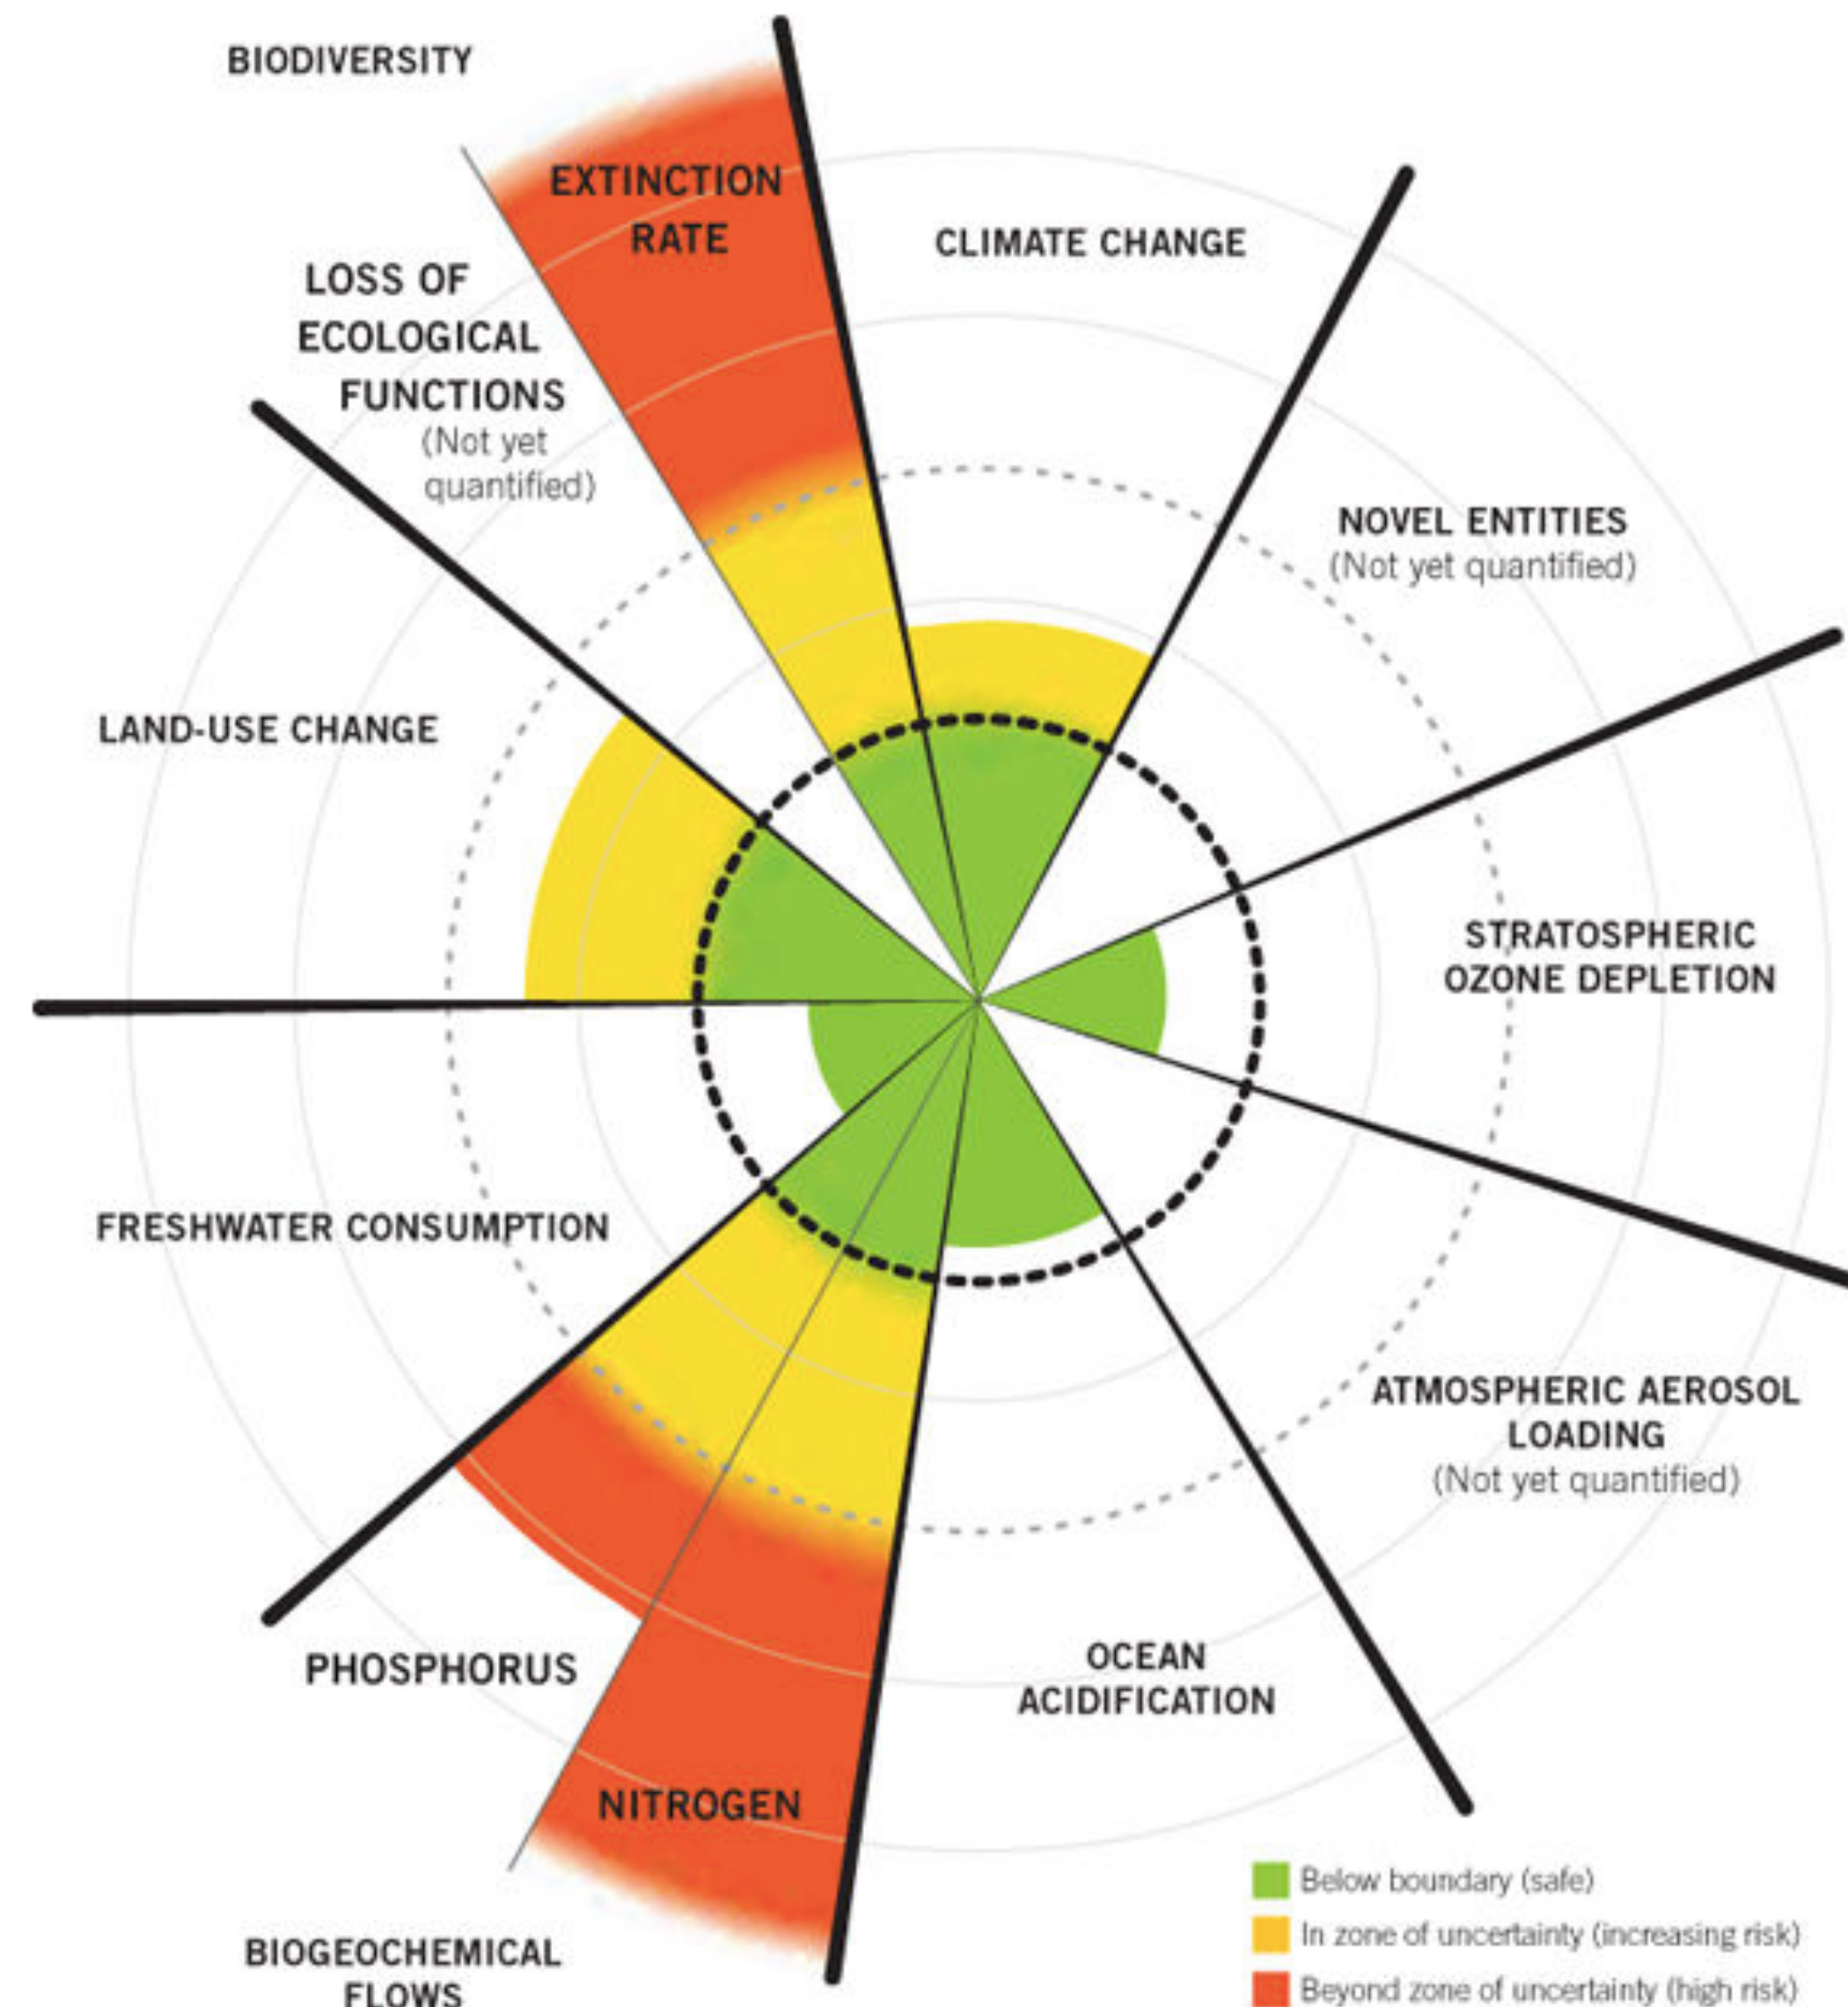 BIODIVERSITY
EXTINCTION
RATE
CLIMATE CHANGE
LOSS OF
ECOLOGICAL
FUNCTIONS
(Not yet
quantified)
NOVEL ENTITIES
(Not yet quantified)
LAND-USE CHANGE
STRATOSPHERIC
OZONE DEPLETION
FRESHWATER CONSUMPTION
ATMOSPHERIC AEROSOL
LOADING
(Not yet quantified)
PHOSPHORUS
OCEAN
ACIDIFICATION
NITROGEN
BIOGEOCHEMICAL
FLOWS
Below boundary (safe)
In zone of uncertainty (increasing risk)
Beyond zone of uncertainty (high risk)